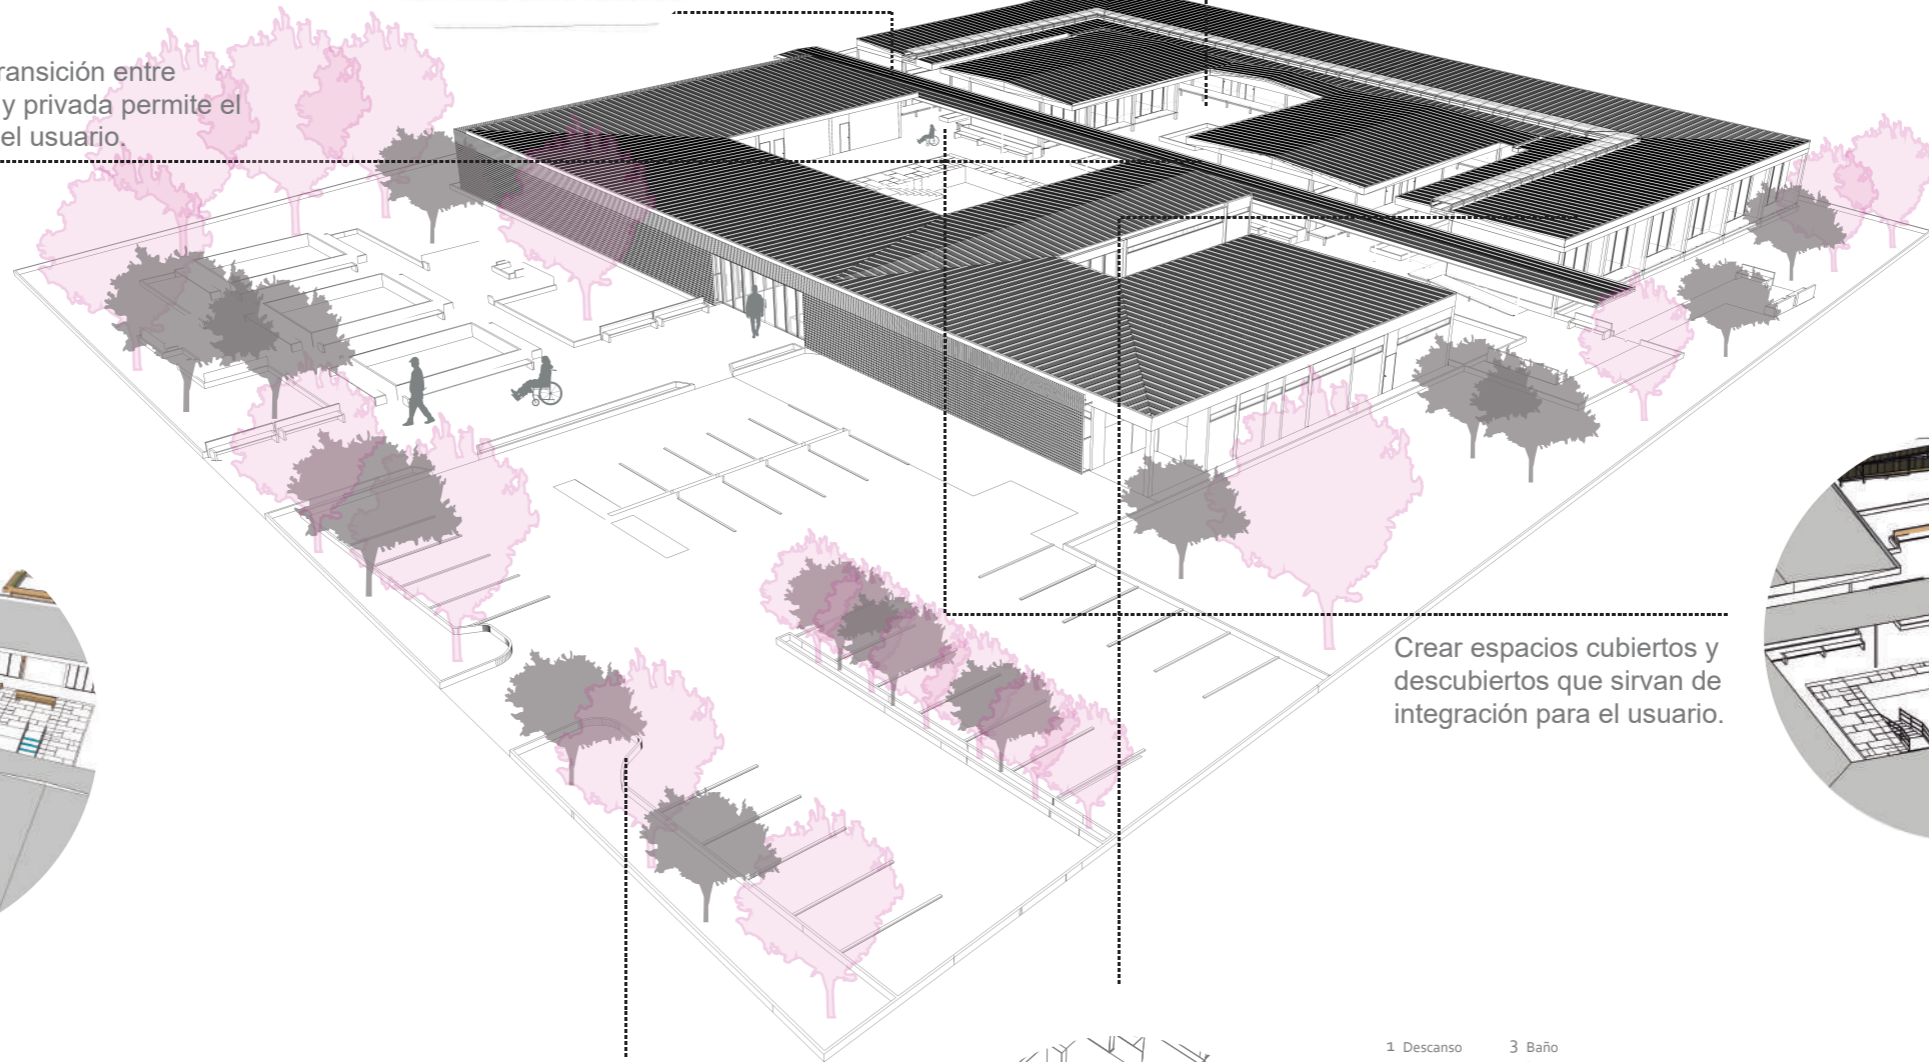 ransición entre
y privada permite el
el usuario.
Crear espacios cubiertos y
descubiertos que sirvan de
integración para el usuario.
1 Descanso 3 Baño